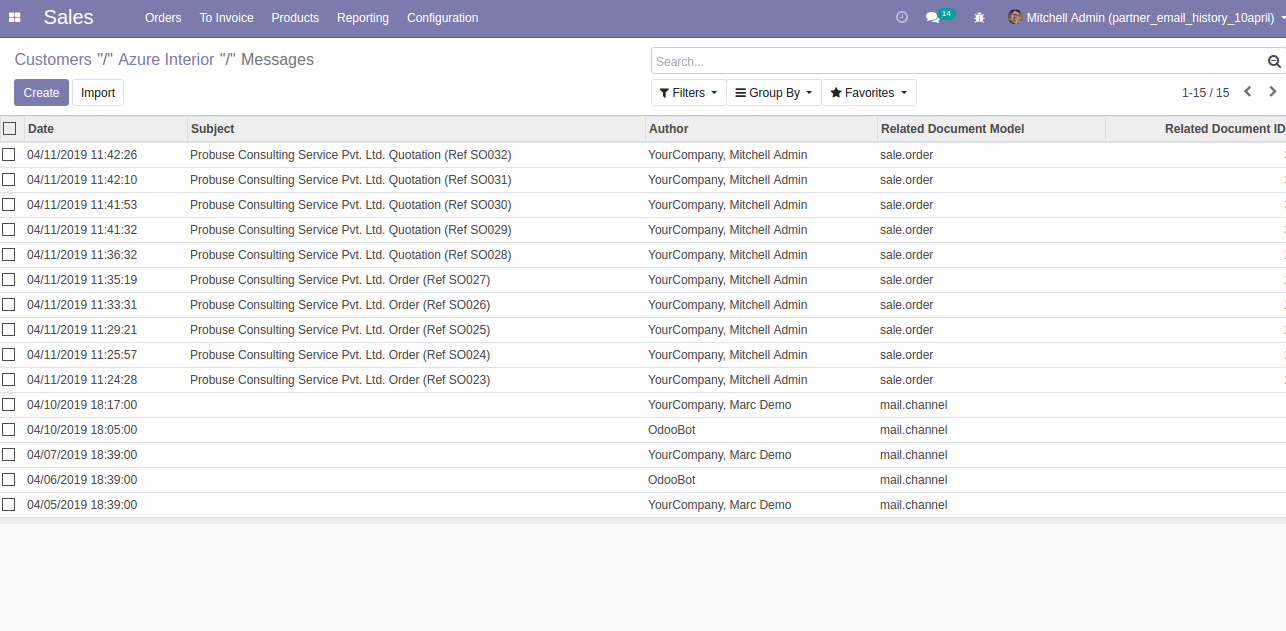 Sales Orders To Invoice Products Reporting Configuration 14 Mitchell Admin (partner_email_history_10april)
Customers "/" Azure Interior "/" Messages
Search...
Create Import Filters Group By Favorites 1-15 / 15
Date Subject Author Related Document Model Related Document ID
04/11/2019 11:42:26 Probuse Consulting Service Pvt. Ltd. Quotation (Ref SO032) YourCompany, Mitchell Admin sale.order
04/11/2019 11:42:10 Probuse Consulting Service Pvt. Ltd. Quotation (Ref SO031) YourCompany, Mitchell Admin sale.order
04/11/2019 11:41:53 Probuse Consulting Service Pvt. Ltd. Quotation (Ref SO030) YourCompany, Mitchell Admin sale.order
04/11/2019 11:41:32 Probuse Consulting Service Pvt. Ltd. Quotation (Ref SO029) YourCompany, Mitchell Admin sale.order
04/11/2019 11:36:32 Probuse Consulting Service Pvt. Ltd. Quotation (Ref SO028) YourCompany, Mitchell Admin sale.order
04/11/2019 11:35:19 Probuse Consulting Service Pvt. Ltd. Order (Ref SO027) YourCompany, Mitchell Admin sale.order
04/11/2019 11:33:31 Probuse Consulting Service Pvt. Ltd. Order (Ref SO026) YourCompany, Mitchell Admin sale.order
04/11/2019 11:29:21 Probuse Consulting Service Pvt. Ltd. Order (Ref SO025) YourCompany, Mitchell Admin sale.order
04/11/2019 11:25:57 Probuse Consulting Service Pvt. Ltd. Order (Ref SO024) YourCompany, Mitchell Admin sale.order
04/11/2019 11:24:28 Probuse Consulting Service Pvt. Ltd. Order (Ref SO023) YourCompany, Mitchell Admin sale.order
04/10/2019 18:17:00 YourCompany, Marc Demo mail.channel
04/10/2019 18:05:00 OdooBot mail.channel
04/07/2019 18:39:00 YourCompany, Marc Demo mail.channel
04/06/2019 18:39:00 OdooBot mail.channel
04/05/2019 18:39:00 YourCompany, Marc Demo mail.channel